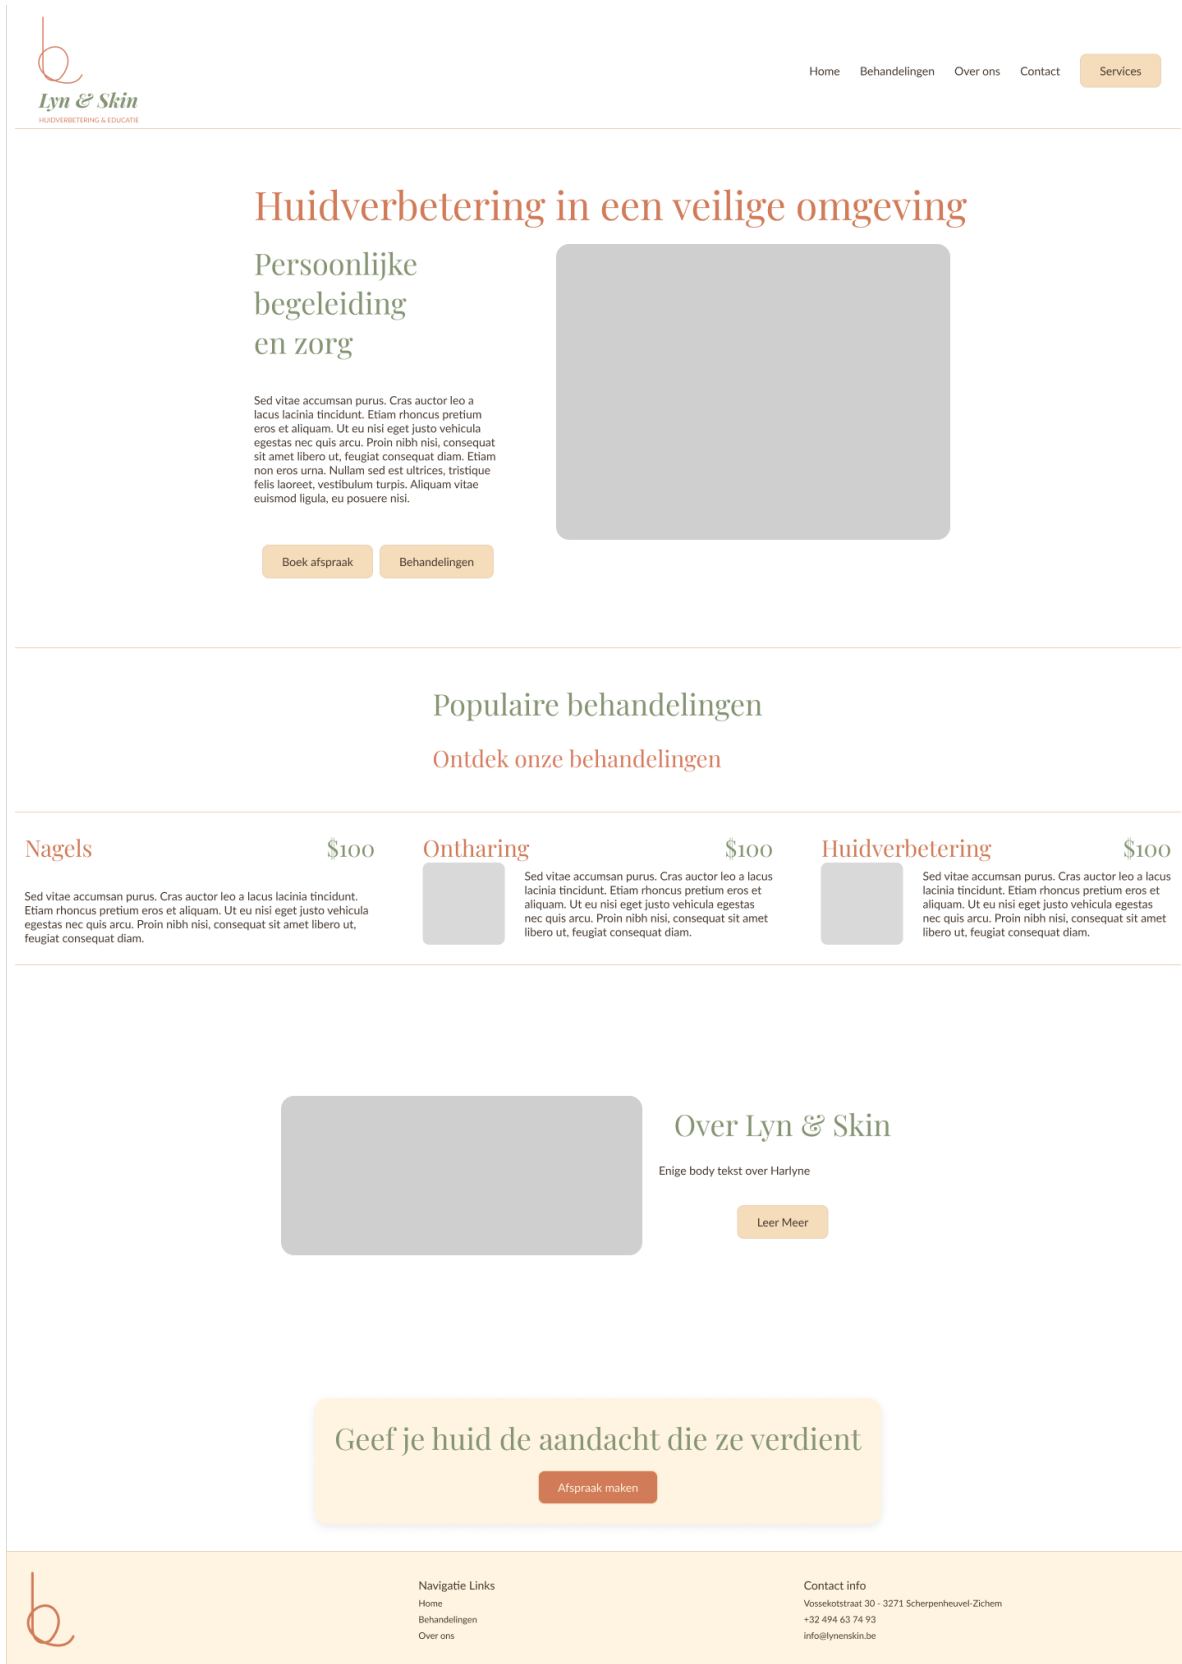 Lyn & Skin
HUIDVERBETERING & EDUCATIE
Home Behandelingen Over ons Contact Services
Huidverbetering in een veilige omgeving
Persoonlijke
begeleiding
en zorg
Sed vitae accumsan purus. Cras auctor leo a
lacus lacinia tincidunt. Etiam rhoncus pretium
eros et aliquam. Ut eu nisi eget justo vehicula
egestas nec quis arcu. Proin nibh nisi, consequat
sit amet libero ut, feugiat consequat diam. Etiam
non eros urna. Nullam sed est ultrices, tristique
felis laoreet, vestibulum turpis. Aliquam vitae
euismod ligula, eu posuere nisi.
Boek afspraak Behandelingen
Populaire behandelingen
Ontdek onze behandelingen
Nagels $100
Sed vitae accumsan purus. Cras auctor leo a lacus lacinia tincidunt.
Etiam rhoncus pretium eros et aliquam. Ut eu nisi eget justo vehicula
egestas nec quis arcu. Proin nibh nisi, consequat sit amet libero ut,
feugiat consequat diam.
Ontharing $100
Sed vitae accumsan purus. Cras auctor leo a lacus
lacinia tincidunt. Etiam rhoncus pretium eros et
aliquam. Ut eu nisi eget justo vehicula egestas
nec quis arcu. Proin nibh nisi, consequat sit amet
libero ut, feugiat consequat diam.
Huidverbetering $100
Sed vitae accumsan purus. Cras auctor leo a lacus
lacinia tincidunt. Etiam rhoncus pretium eros et
aliquam. Ut eu nisi eget justo vehicula egestas
nec quis arcu. Proin nibh nisi, consequat sit amet
libero ut, feugiat consequat diam.
Over Lyn & Skin
Enige body tekst over Harlyne
Leer Meer
Geef je huid de aandacht die ze verdient
Afspraak maken
Navigatie Links
Home
Behandelingen
Over ons
Contact info
Vossekotstraat 30 - 3271 Scherpenheuvel-Zichem
+32 494 63 74 93
info@lynenskin.be